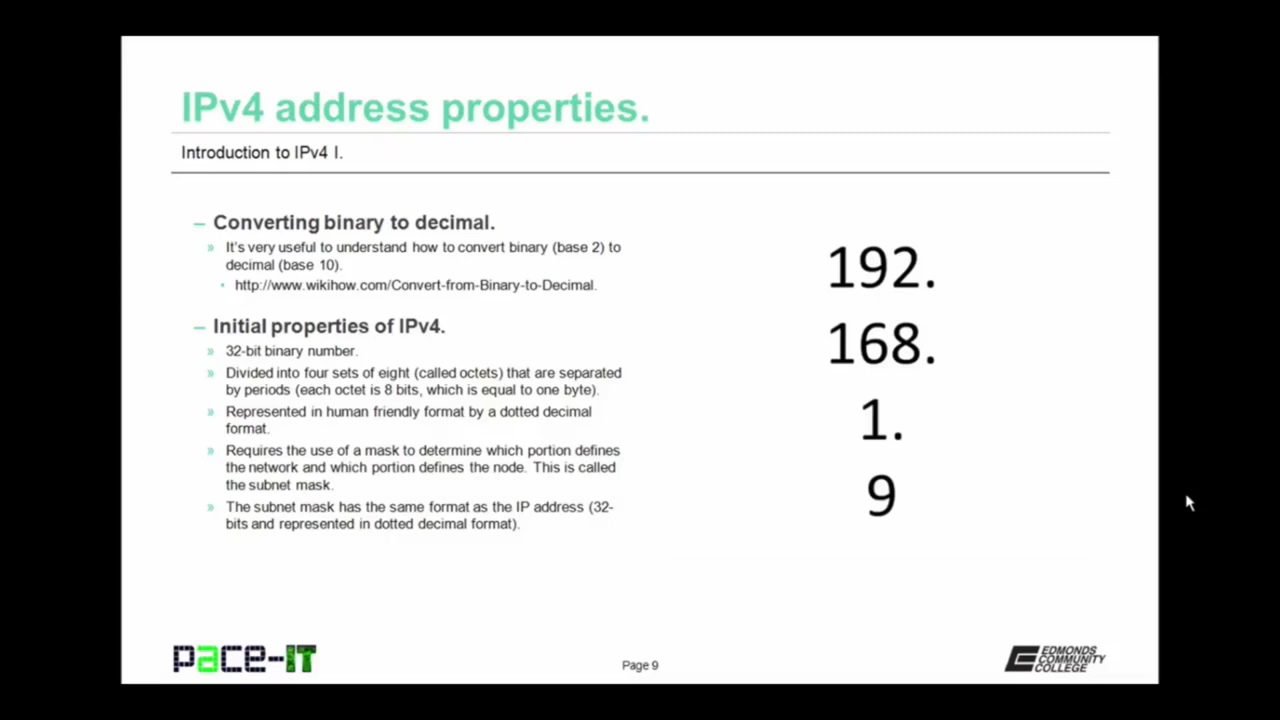 IPv4 address properties.
Introduction to IPv4 I.
– Converting binary to decimal.
» It's very useful to understand how to convert binary (base 2) to
decimal (base 10).
• http://www.wikihow.com/Convert-from-Binary-to-Decimal.
– Initial properties of IPv4.
» 32-bit binary number.
» Divided into four sets of eight (called octets) that are separated
by periods (each octet is 8 bits, which is equal to one byte).
» Represented in human friendly format by a dotted decimal
format.
» Requires the use of a mask to determine which portion defines
the network and which portion defines the node. This is called
the subnet mask.
» The subnet mask has the same format as the IP address (32-
bits and represented in dotted decimal format).
192.
168.
1.
9
pace-IT
Page 9
EDMONDS
COMMUNITY
COLLEGE